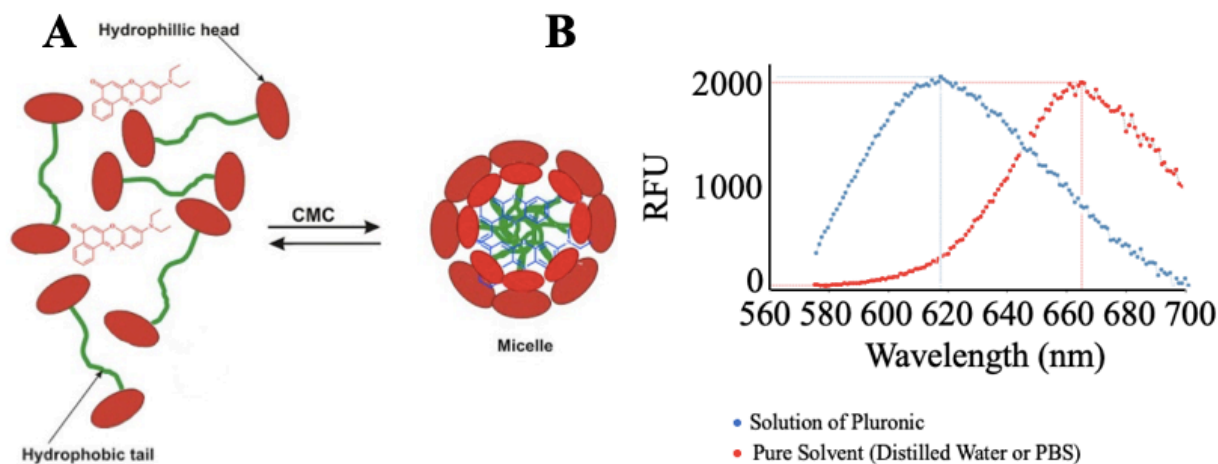 A
Hydrophillic head
CMC
Micelle
Hydrophobic tail
B
RFU
2000
1000
0
560 580 600 620 640 660 680 700
Wavelength (nm)
Solution of Pluronic
Pure Solvent (Distilled Water or PBS)